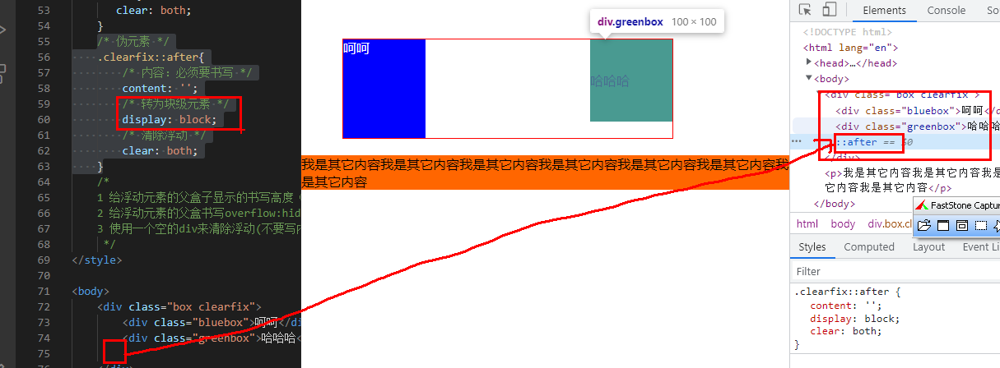 53 clear: both;
54 }
55 /* 伪元素 */
56 .clearfix::after{
57 /* 内容：必须要书写 */
58 content: '';
59 /* 转为块级元素 */
60 display: block;
61 /* 清除浮动 */
62 clear: both;
63 }
64 /*
65 1 给浮动元素的父盒子显示的书写高度
66 2 给浮动元素的父盒书写overflow:hid
67 3 使用一个空的div来清除浮动(不要写内
68 */
69 </style>
70
71 <body>
72 <div class="box clearfix">
73 <div class="bluebox">呵呵</di
74 <div class="greenbox">哈哈哈<
75
76 </div>
div.greenbox 100 × 100
呵呵
哈哈哈
我是其它内容我是其它内容我是其它内容我是其它内容我是其它内容我是其它内容我
是其它内容
Elements Console So
<!DOCTYPE html>
<html lang="en">
<head>…</head>
<body>
<div class="box clearfix">
<div class="bluebox">呵呵</d
<div class="greenbox">哈哈哈
::after == $0
</div>
<p>我是其它内容我是其它内容我是
它内容我是其它内容</p>
</body>
FastStone Captur
html body div.box.cl
Styles Computed Layout Event Li
Filter
.clearfix::after {
content: '';
display: block;
clear: both;
}